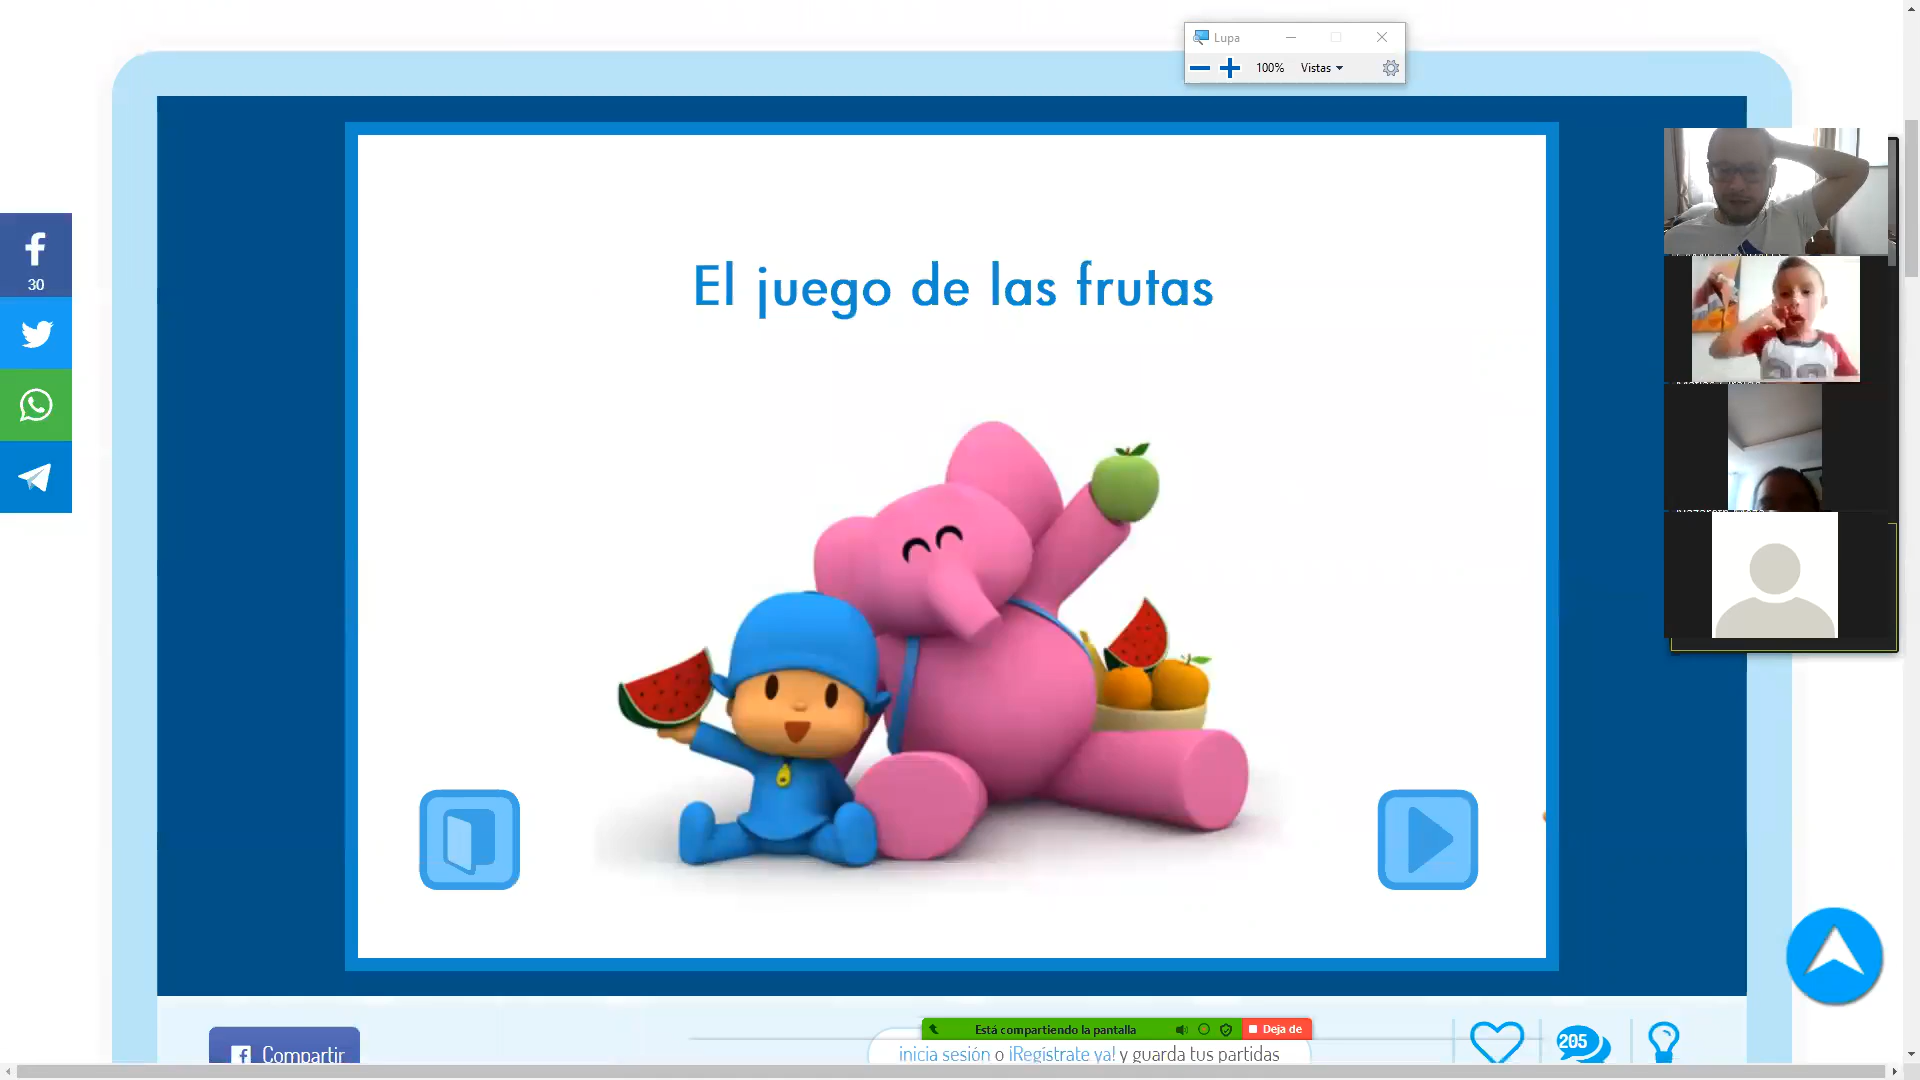 Lupa
100% Vistas
30
El juego de las frutas
Está compartiendo la pantalla
Deja de
Compartir
inicia sesión o ¡Regístrate ya! y guarda tus partidas
205